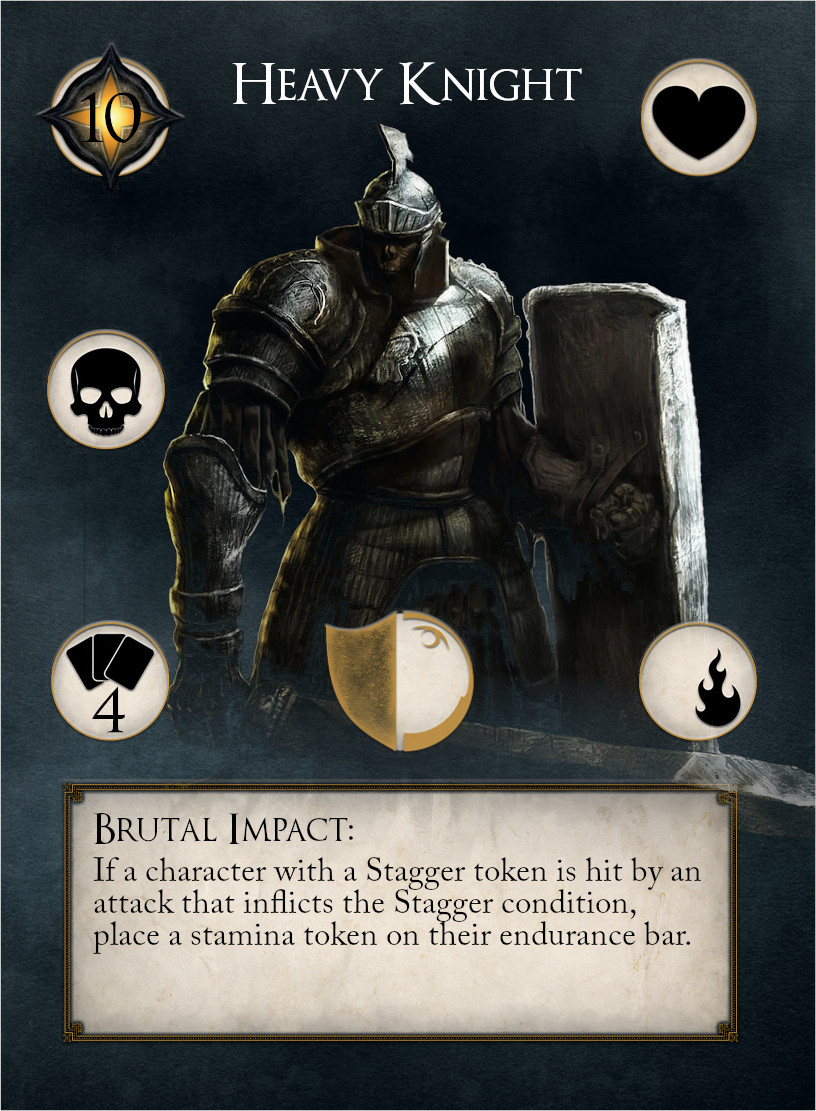 10
Heavy Knight
4
Brutal Impact:
If a character with a Stagger token is hit by an
attack that inflicts the Stagger condition,
place a stamina token on their endurance bar.